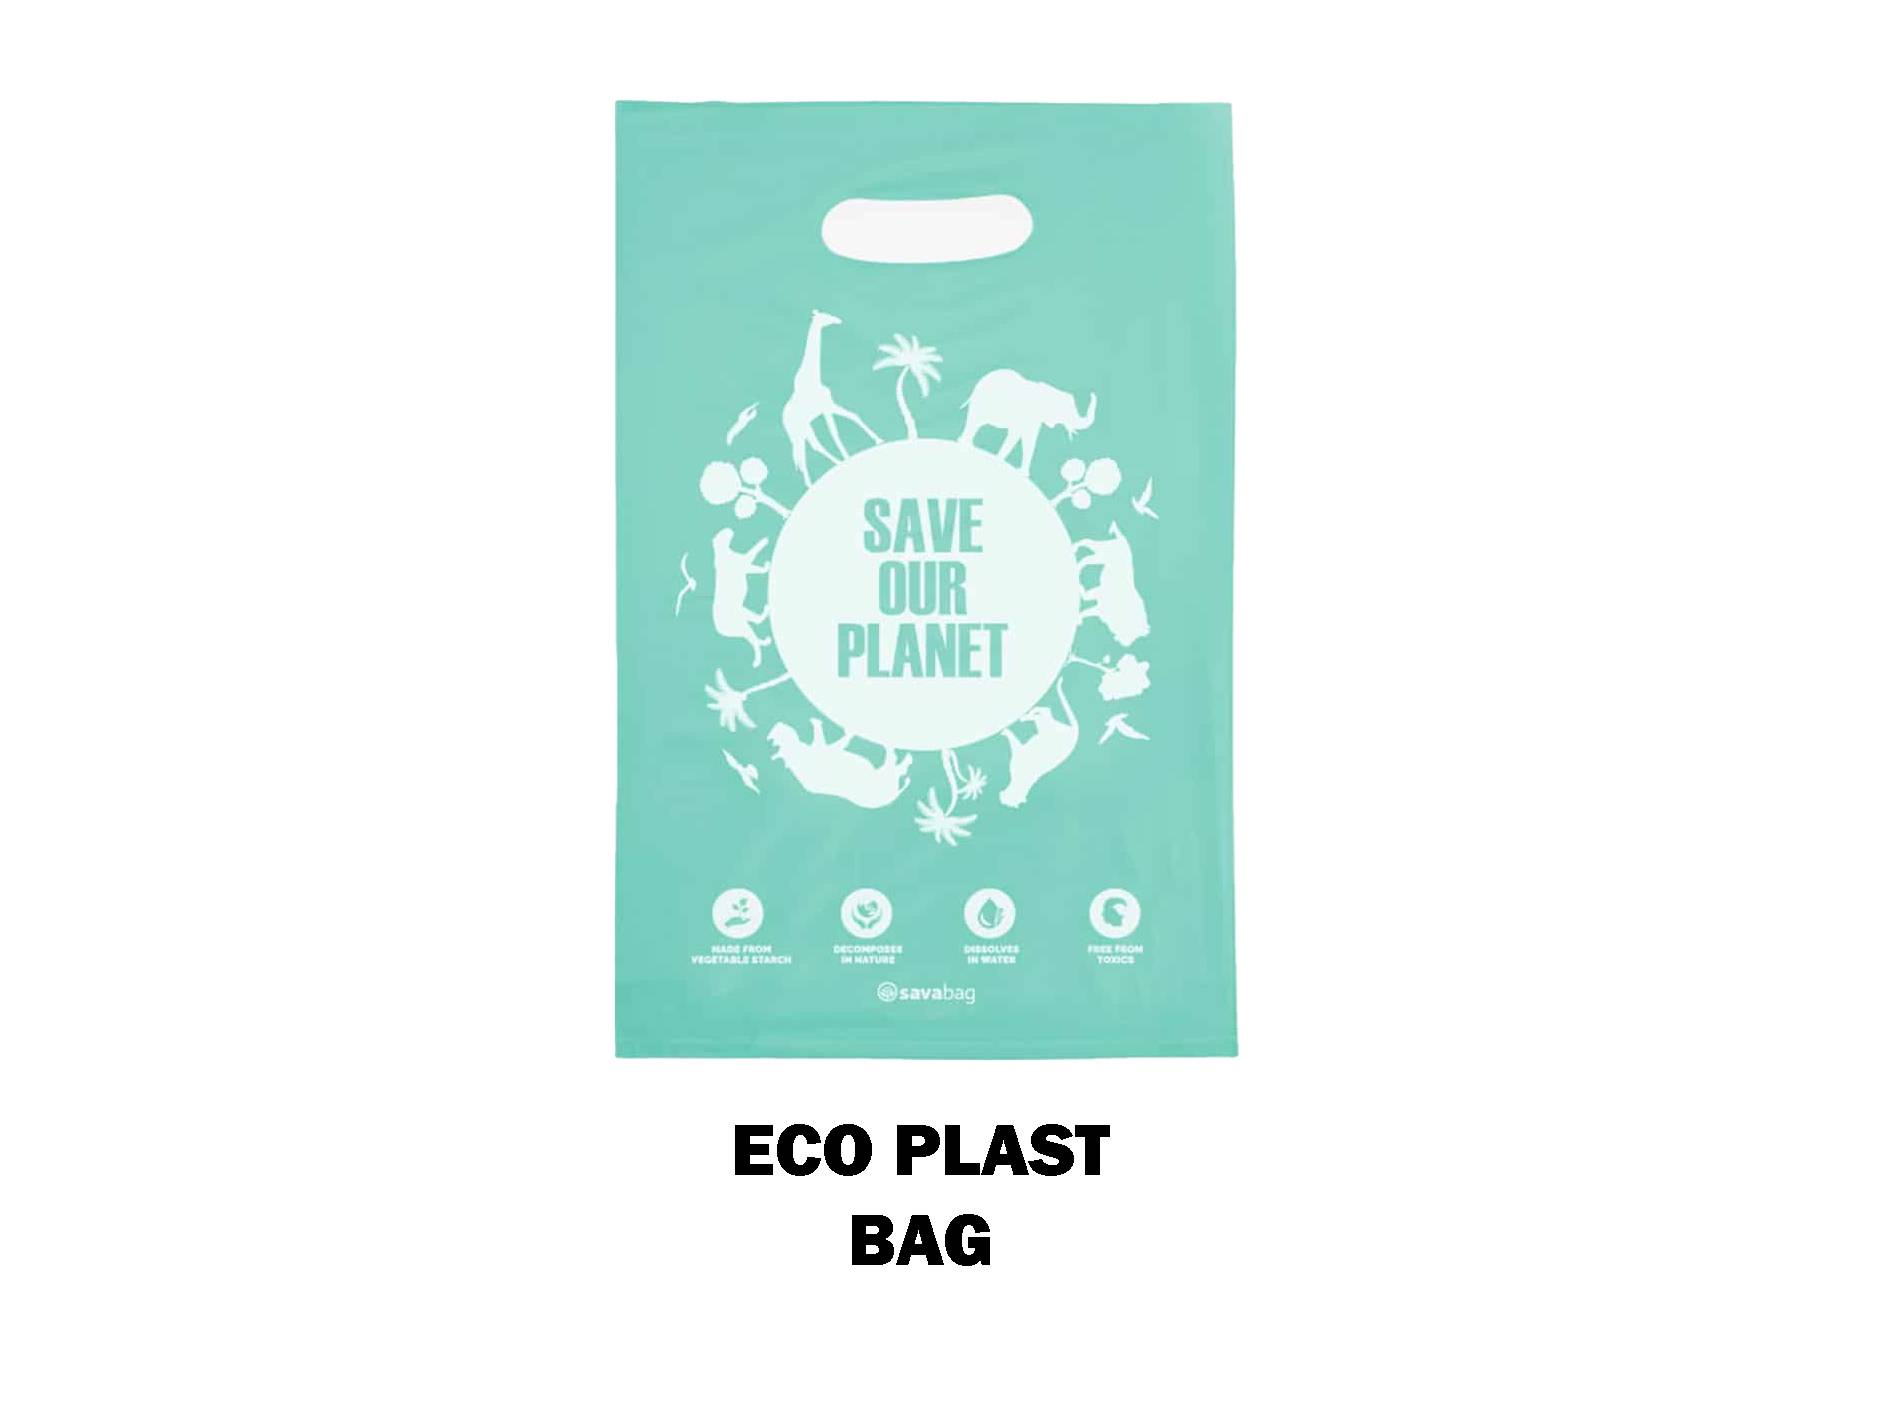 SAVE
OUR
PLANET
MADE FROM
VEGETABLE STARCH
DECOMPOSES
IN NATURE
DISSOLVES
IN WATER
FREE FROM
TOXICS
savabag
ECO PLAST
BAG